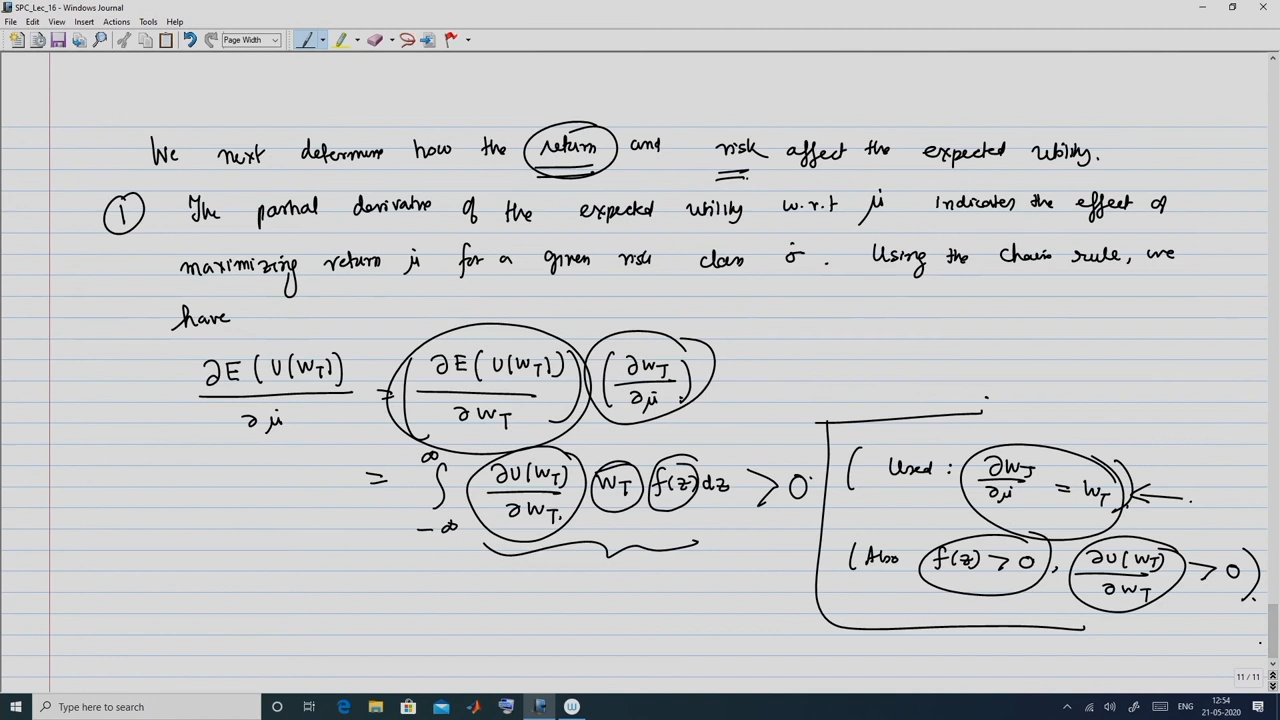 SPC_Lec_16 - Windows Journal
File Edit View Insert Actions Tools Help
Page Width
We next determine how the return and risk affect the expected utility.
① The partial derivative of the expected utility w.r.t μ̇ indicates the effect of
maximizing return μ̇ for a given risk class σ̇. Using the chain rule, we
have
∂E(U(W_T))/∂μ̇ = (∂E(U(W_T))/∂W_T) (∂W_T/∂μ̇)
= ∫_{-∞}^{∞} ∂U(W_T)/∂W_T W_T f(z) dz > 0
(Used: ∂W_T/∂μ̇ = W_T)
(Also f(z) > 0, ∂U(W_T)/∂W_T > 0).
11 / 11
Type here to search
ENG
12:54
21-05-2020